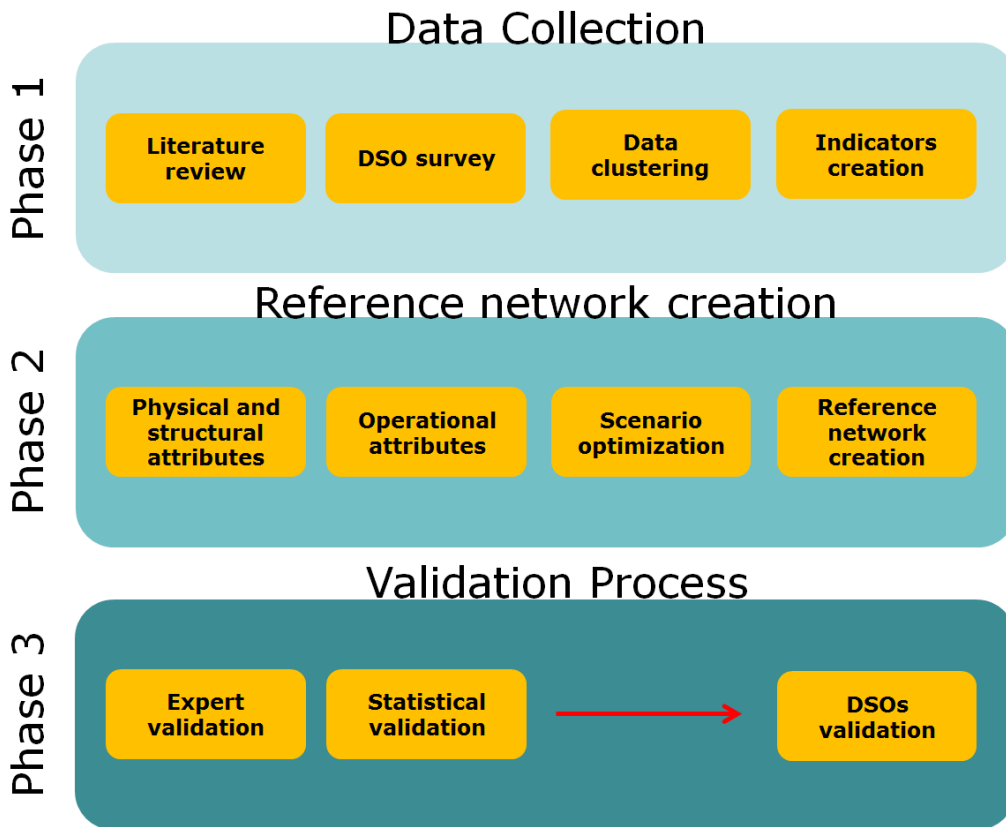 Data Collection
Phase 1
Literature
review
DSO survey
Data
clustering
Indicators
creation
Reference network creation
Phase 2
Physical and
structural
attributes
Operational
attributes
Scenario
optimization
Reference
network
creation
Validation Process
Phase 3
Expert
validation
Statistical
validation
DSOs
validation